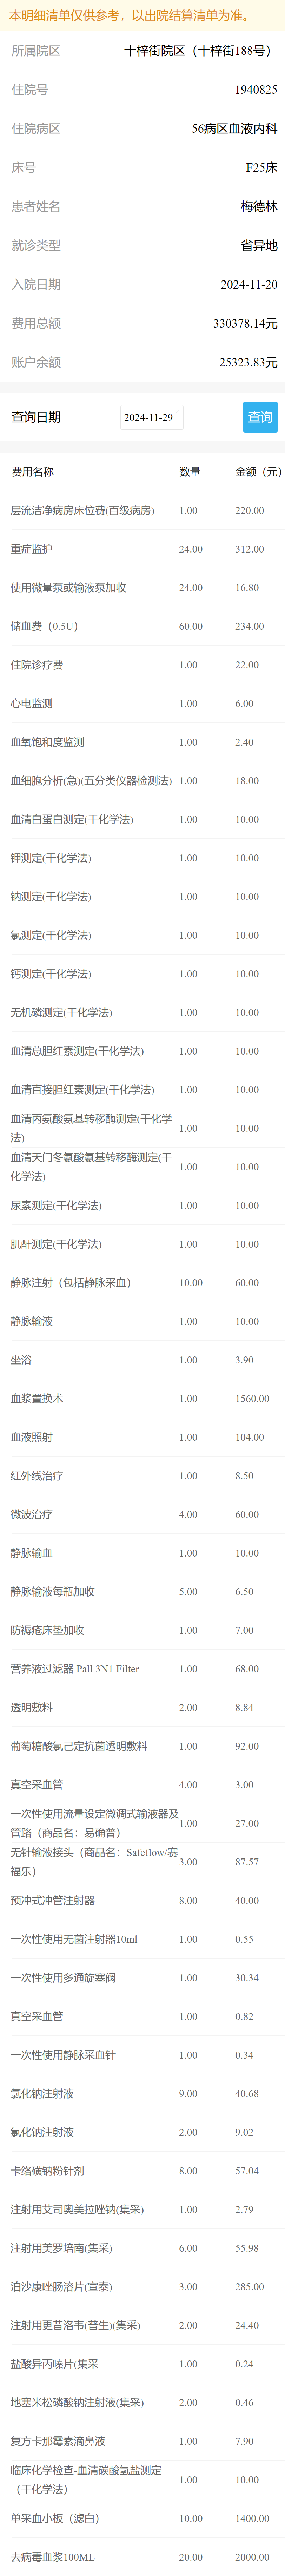 本明细清单仅供参考，以出院结算清单为准。
所属院区 十梓街院区（十梓街188号）
住院号 1940825
住院病区 56病区血液内科
床号 F25床
患者姓名 梅德林
就诊类型 省异地
入院日期 2024-11-20
费用总额 330378.14元
账户余额 25323.83元
查询日期 2024-11-29 查询
费用名称 数量 金额（元）
层流洁净病房床位费(百级病房) 1.00 220.00
重症监护 24.00 312.00
使用微量泵或输液泵加收 24.00 16.80
储血费（0.5U） 60.00 234.00
住院诊疗费 1.00 22.00
心电监测 1.00 6.00
血氧饱和度监测 1.00 2.40
血细胞分析(急)(五分类仪器检测法) 1.00 18.00
血清白蛋白测定(干化学法) 1.00 10.00
钾测定(干化学法) 1.00 10.00
钠测定(干化学法) 1.00 10.00
氯测定(干化学法) 1.00 10.00
钙测定(干化学法) 1.00 10.00
无机磷测定(干化学法) 1.00 10.00
血清总胆红素测定(干化学法) 1.00 10.00
血清直接胆红素测定(干化学法) 1.00 10.00
血清丙氨酸氨基转移酶测定(干化学
法) 1.00 10.00
血清天门冬氨酸氨基转移酶测定(干
化学法) 1.00 10.00
尿素测定(干化学法) 1.00 10.00
肌酐测定(干化学法) 1.00 10.00
静脉注射（包括静脉采血） 10.00 60.00
静脉输液 1.00 10.00
坐浴 1.00 3.90
血浆置换术 1.00 1560.00
血液照射 1.00 104.00
红外线治疗 1.00 8.50
微波治疗 4.00 60.00
静脉输血 1.00 10.00
静脉输液每瓶加收 5.00 6.50
防褥疮床垫加收 1.00 7.00
营养液过滤器 Pall 3N1 Filter 1.00 68.00
透明敷料 2.00 8.84
葡萄糖酸氯己定抗菌透明敷料 1.00 92.00
真空采血管 4.00 3.00
一次性使用流量设定微调式输液器及
管路（商品名：易确普） 1.00 27.00
无针输液接头（商品名：Safeflow/赛
福乐） 3.00 87.57
预冲式冲管注射器 8.00 40.00
一次性使用无菌注射器10ml 1.00 0.55
一次性使用多通旋塞阀 1.00 30.34
真空采血管 1.00 0.82
一次性使用静脉采血针 1.00 0.34
氯化钠注射液 9.00 40.68
氯化钠注射液 2.00 9.02
卡络磺钠粉针剂 8.00 57.04
注射用艾司奥美拉唑钠(集采) 1.00 2.79
注射用美罗培南(集采) 6.00 55.98
泊沙康唑肠溶片(宣泰) 3.00 285.00
注射用更昔洛韦(普生)(集采) 2.00 24.40
盐酸异丙嗪片(集采 1.00 0.24
地塞米松磷酸钠注射液(集采) 2.00 0.46
复方卡那霉素滴鼻液 1.00 7.90
临床化学检查-血清碳酸氢盐测定
（干化学法） 1.00 10.00
单采血小板（滤白） 10.00 1400.00
去病毒血浆100ML 20.00 2000.00